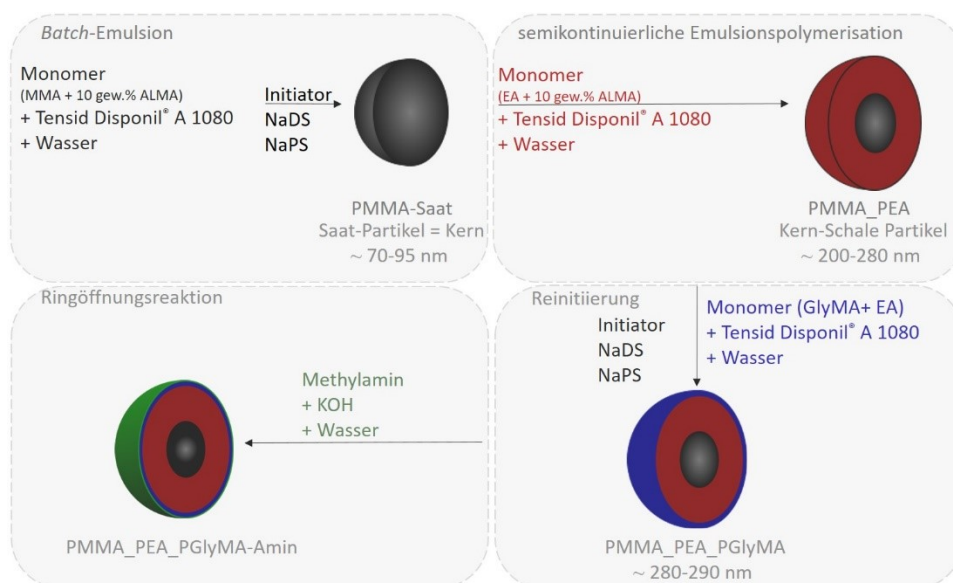 Batch-Emulsion
Monomer
(MMA + 10 gew.% ALMA)
+ Tensid Disponil® A 1080
+ Wasser
Initiator
NaDS
NaPS
PMMA-Saat
Saat-Partikel = Kern
~ 70-95 nm
semikontinuierliche Emulsionspolymerisation
Monomer
(EA + 10 gew.% ALMA)
+ Tensid Disponil® A 1080
+ Wasser
PMMA_PEA
Kern-Schale Partikel
~ 200-280 nm
Reinitiierung
Initiator
NaDS
NaPS
Monomer (GlyMA+ EA)
+ Tensid Disponil® A 1080
+ Wasser
PMMA_PEA_PGlyMA
~ 280-290 nm
Ringöffnungsreaktion
Methylamin
+ KOH
+ Wasser
PMMA_PEA_PGlyMA-Amin